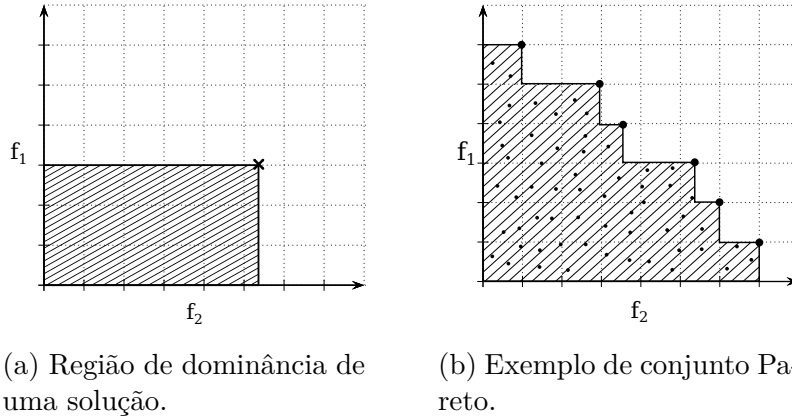 f1
f2
(a) Região de dominância de
uma solução.
f1
f2
(b) Exemplo de conjunto Pa-
reto.